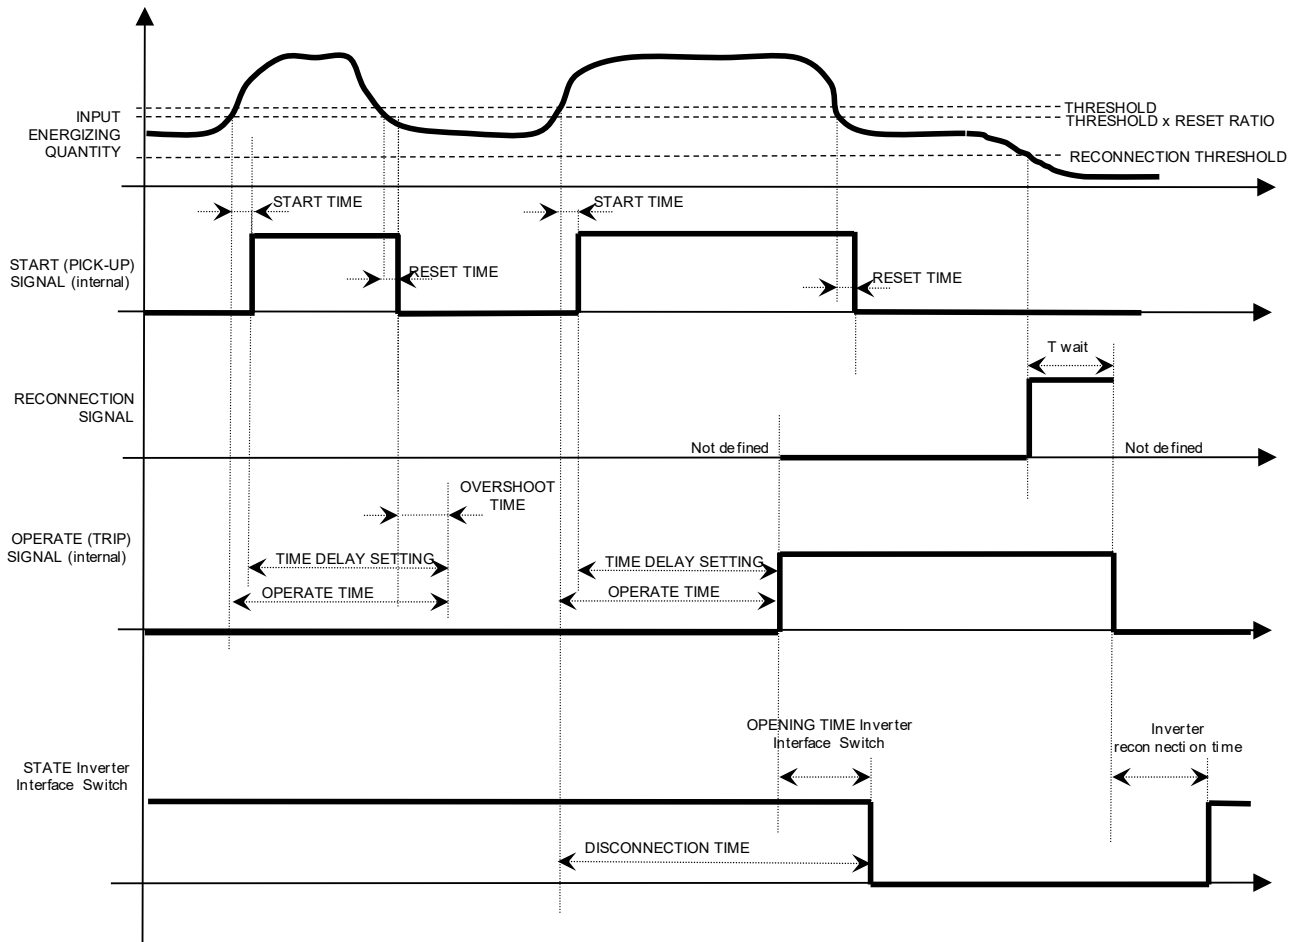 THRESHOLD
INPUT
ENERGIZING
QUANTITY
THRESHOLD x RESET RATIO
RECONNECTION THRESHOLD
START TIME
START TIME
START (PICK-UP)
SIGNAL (internal)
RESET TIME
RESET TIME
T wait
RECONNECTION
SIGNAL
Not defined
Not defined
OVERSHOOT
TIME
OPERATE (TRIP)
SIGNAL (internal)
TIME DELAY SETTING
TIME DELAY SETTING
OPERATE TIME
OPERATE TIME
OPENING TIME Inverter
Interface Switch
Inverter
reconnection time
STATE Inverter
Interface Switch
DISCONNECTION TIME